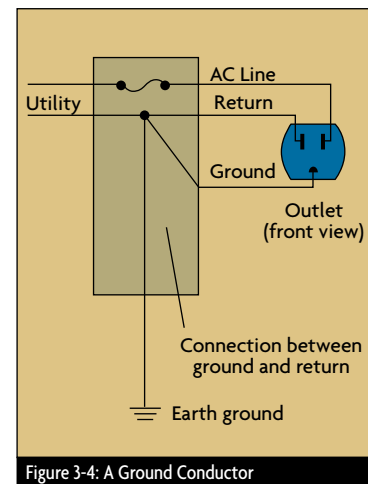 AC Line
Utility
Return
Ground
Outlet
(front view)
Connection between
ground and return
Earth ground
Figure 3-4: A Ground Conductor